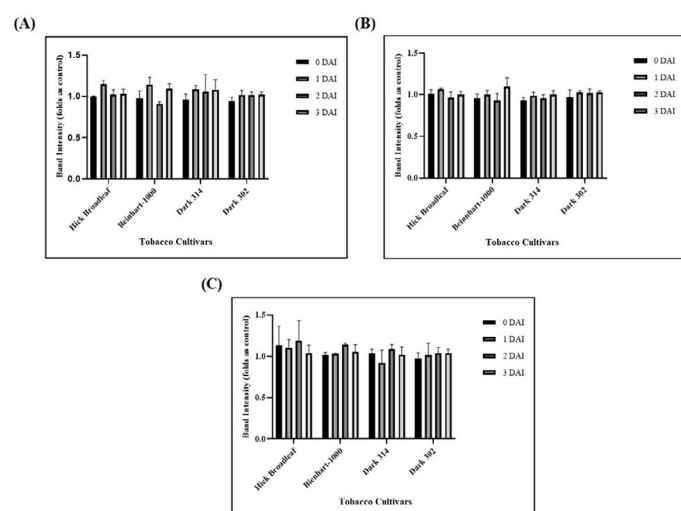 (A)
Band Intensity (folds as control)
1.5
1.0
0.5
0.0
0 DAI
1 DAI
2 DAI
3 DAI
Hick Broadleaf
Beinhart-1000
Dark 314
Dark 302
Tobacco Cultivars
(B)
Band Intensity (folds as control)
1.5
1.0
0.5
0.0
0 DAI
1 DAI
2 DAI
3 DAI
Hick Broadleaf
Beinnhart-1000
Dark 314
Dark 302
Tobacco Cultivars
(C)
Band Intensity (folds as control)
1.5
1.0
0.5
0.0
0 DAI
1 DAI
2 DAI
3 DAI
Hick Broadleaf
Bienhart-1000
Dark 314
Dark 302
Tobacco Cultivars